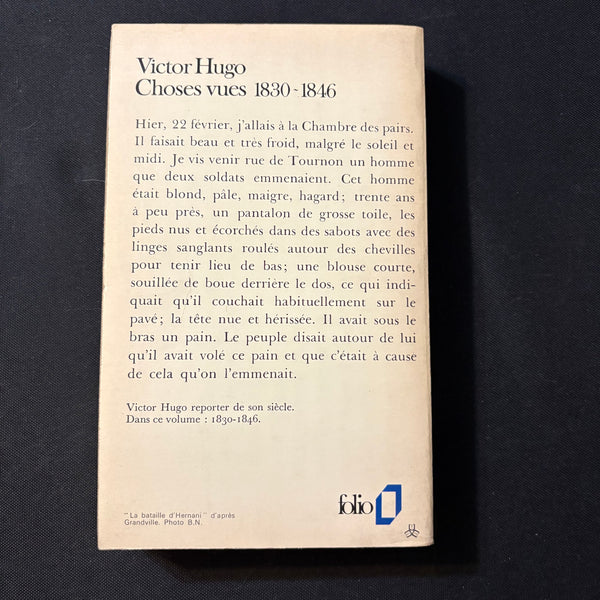 Victor Hugo
Choses vues 1830-1846
Hier, 22 février, j'allais à la Chambre des pairs.
Il faisait beau et très froid, malgré le soleil et
midi. Je vis venir rue de Tournon un homme
que deux soldats emmenaient. Cet homme
était blond, pâle, maigre, hagard; trente ans
à peu près, un pantalon de grosse toile, les
pieds nus et écorchés dans des sabots avec des
linges sanglants roulés autour des chevilles
pour tenir lieu de bas; une blouse courte,
souillée de boue derrière le dos, ce qui indi-
quait qu'il couchait habituellement sur le
pavé; la tête nue et hérissée. Il avait sous le
bras un pain. Le peuple disait autour de lui
qu'il avait volé ce pain et que c'était à cause
de cela qu'on l'emmenait.
Victor Hugo reporter de son siècle.
Dans ce volume : 1830-1846.
"La bataille d'Hernani" d'après
Grandville. Photo B.N.
folio